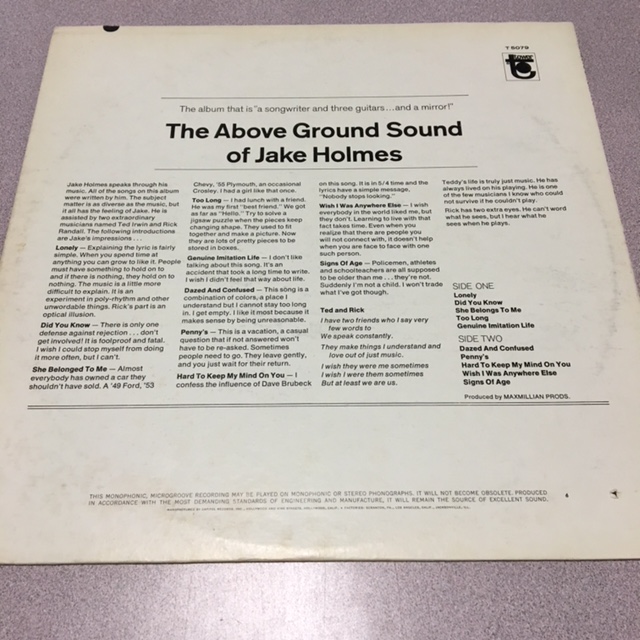 T 5079
Tower
The album that is "a songwriter and three guitars...and a mirror!"
The Above Ground Sound
of Jake Holmes
Jake Holmes speaks through his
music. All of the songs on this album
were written by him. The subject
matter is as diverse as the music, but
it all has the feeling of Jake. He is
assisted by two extraordinary
musicians named Ted Irwin and Rick
Randall. The following introductions
are Jake's impressions . . .
Lonely — Explaining the lyric is fairly
simple. When you spend time at
anything you can grow to like it. People
must have something to hold on to
and if there is nothing, they hold on to
nothing. The music is a little more
difficult to explain. It is an
experiment in poly-rhythm and other
unwordable things. Rick's part is an
optical illusion.
Did You Know — There is only one
defense against rejection . . . don't
get involved! It is foolproof and fatal.
I wish I could stop myself from doing
it more often, but I can't.
She Belonged To Me — Almost
everybody has owned a car they
shouldn't have sold. A '49 Ford, '53
Chevy, '55 Plymouth, an occasional
Crosley. I had a girl like that once.
Too Long — I had lunch with a friend.
He was my first "best friend." We got
as far as "Hello." Try to solve a
jigsaw puzzle when the pieces keep
changing shape. They used to fit
together and make a picture. Now
they are lots of pretty pieces to be
stored in boxes.
Genuine Imitation Life — I don't like
talking about this song. It's an
accident that took a long time to write.
I wish I didn't feel that way about life.
Dazed And Confused — This song is a
combination of colors, a place I
understand but I cannot stay too long
in. I get empty. I like it most because it
makes sense by being unreasonable.
Penny's — This is a vacation, a casual
question that if not answered won't
have to be re-asked. Sometimes
people need to go. They leave gently,
and you just wait for their return.
Hard To Keep My Mind On You — I
confess the influence of Dave Brubeck
on this song. It is in 5/4 time and the
lyrics have a simple message,
"Nobody stops looking."
Wish I Was Anywhere Else — I wish
everybody in the world liked me, but
they don't. Learning to live with that
fact takes time. Even when you
realize that there are people you
will not connect with, it doesn't help
when you are face to face with one
such person.
Signs Of Age — Policemen, athletes
and schoolteachers are all supposed
to be older than me . . . they're not.
Suddenly I'm not a child. I won't trade
what I've got though.
Ted and Rick
I have two friends who I say very
few words to
We speak constantly.
They make things I understand and
love out of just music.
I wish they were me sometimes
I wish I were them sometimes
But at least we are us.
Teddy's life is truly just music. He has
always lived on his playing. He is one
of the few musicians I know who could
not survive if he couldn't play.
Rick has two extra eyes. He can't word
what he sees, but I hear what he
sees when he plays.
SIDE ONE
Lonely
Did You Know
She Belongs To Me
Too Long
Genuine Imitation Life
SIDE TWO
Dazed And Confused
Penny's
Hard To Keep My Mind On You
Wish I Was Anywhere Else
Signs Of Age
Produced by MAXMILLIAN PRODS.
THIS MONOPHONIC, MICROGROOVE RECORDING MAY BE PLAYED ON MONOPHONIC OR STEREO PHONOGRAPHS. IT WILL NOT BECOME OBSOLETE. PRODUCED
IN ACCORDANCE WITH THE MOST DEMANDING STANDARDS OF ENGINEERING AND MANUFACTURE, IT WILL REMAIN THE SOURCE OF EXCELLENT SOUND.
6